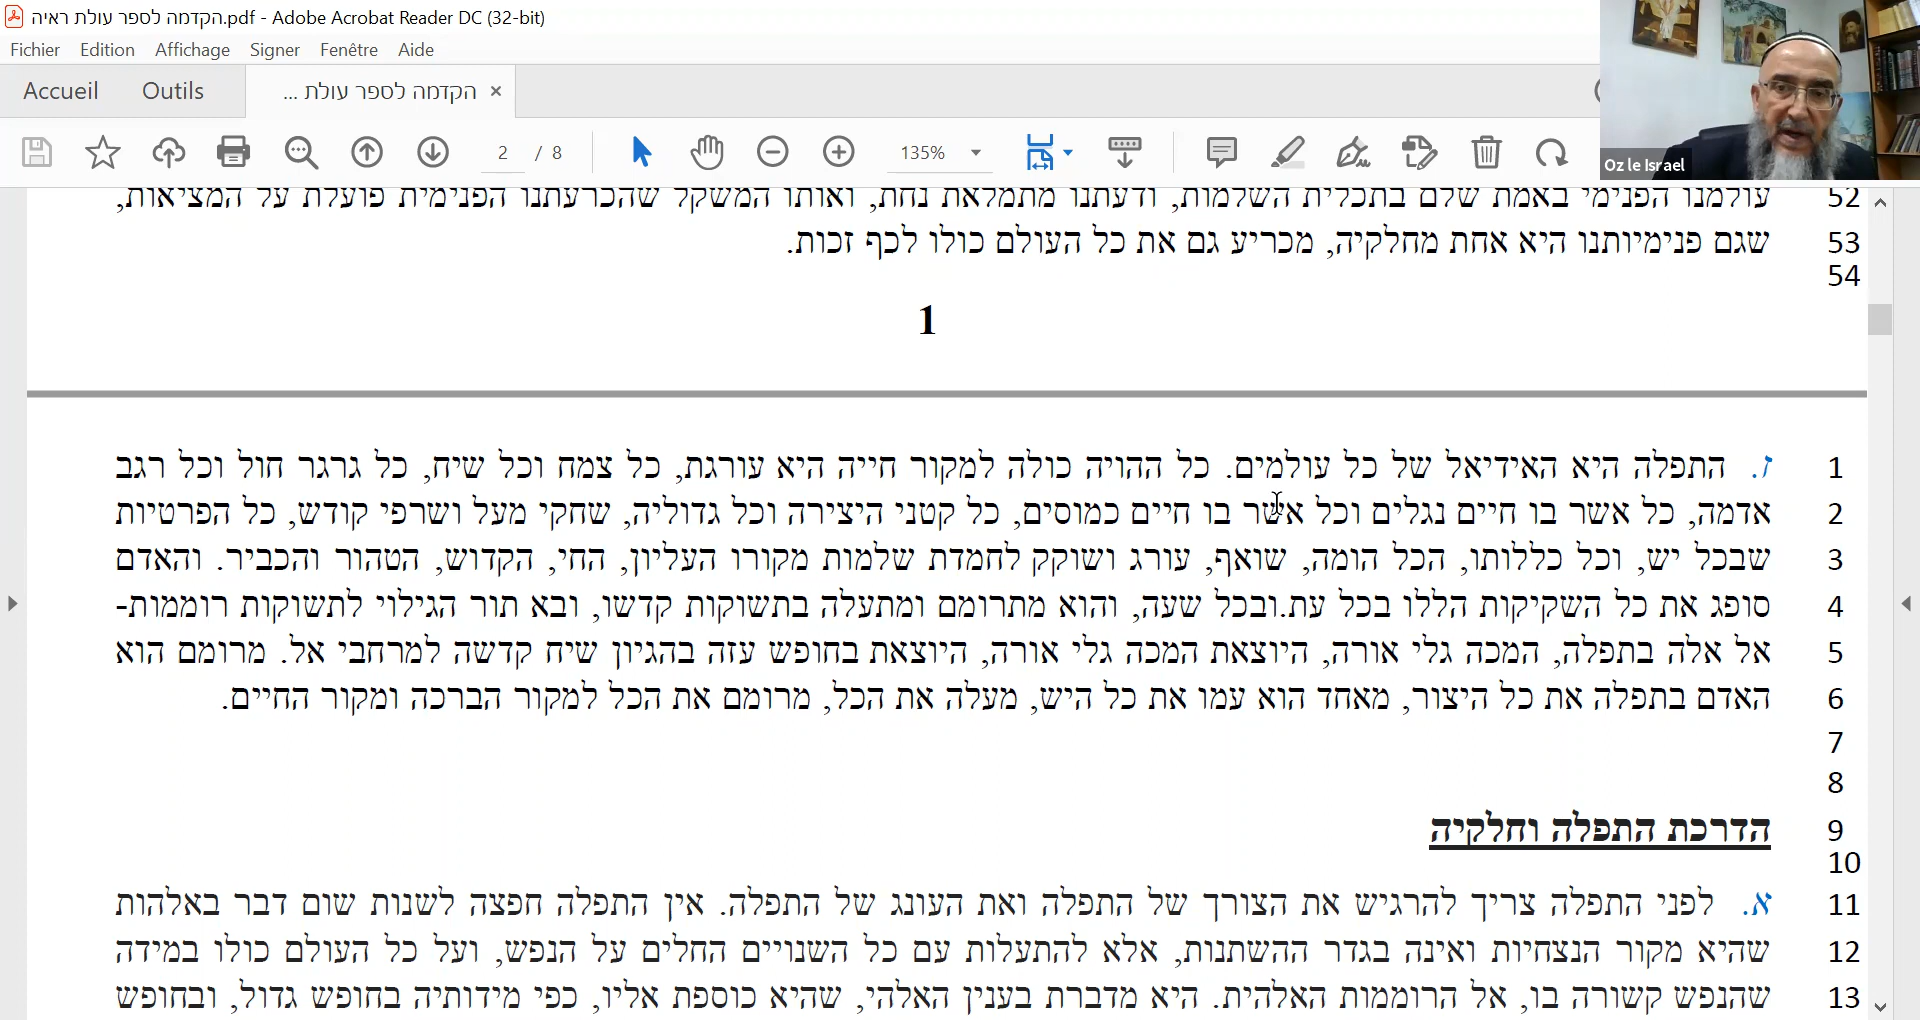 הקדמה לספר עולת ראיה.pdf - Adobe Acrobat Reader DC (32-bit)
Fichier Edition Affichage Signer Fenêtre Aide
Accueil Outils הקדמה לספר עולת ... ×
2 / 8 135%
Oz le Israel
עולמנו הפנימי באמת שלם בתכלית השלמות, ודעתנו מתמלאת נחת, ואותו המשקל שהכרעתנו הפנימית פועלת על המציאות, 52
שגם פנימיותנו היא אחת מחלקיה, מכריע גם את כל העולם כולו לכף זכות. 53
54
1
ז. התפלה היא האידיאל של כל עולמים. כל ההויה כולה למקור חייה היא עורגת, כל צמח וכל שיח, כל גרגר חול וכל רגב 1
אדמה, כל אשר בו חיים נגלים וכל אשר בו חיים כמוסים, כל קטני היצירה וכל גדוליה, שחקי מעל ושרפי קודש, כל הפרטיות 2
שבכל יש, וכל כללותו, הכל הומה, שואף, עורג ושוקק לחמדת שלמות מקורו העליון, החי, הקדוש, הטהור והכביר. והאדם 3
סופג את כל השקיקות הללו בכל עת.ובכל שעה, והוא מתרומם ומתעלה בתשוקות קדשו, ובא תור הגילוי לתשוקות רוממות- 4
אל אלה בתפלה, המכה גלי אורה, היוצאת המכה גלי אורה, היוצאת בחופש עזה בהגיון שיח קדשה למרחבי אל. מרומם הוא 5
האדם בתפלה את כל היצור, מאחד הוא עמו את כל היש, מעלה את הכל, מרומם את הכל למקור הברכה ומקור החיים. 6
7
8
הדרכת התפלה וחלקיה 9
10
א. לפני התפלה צריך להרגיש את הצורך של התפלה ואת העונג של התפלה. אין התפלה חפצה לשנות שום דבר באלהות 11
שהיא מקור הנצחיות ואינה בגדר ההשתנות, אלא להתעלות עם כל השנויים החלים על הנפש, ועל כל העולם כולו במידה 12
שהנפש קשורה בו, אל הרוממות האלהית. היא מדברת בענין האלהי, שהיא כוספת אליו, כפי מידותיה בחופש גדול, ובחופש 13